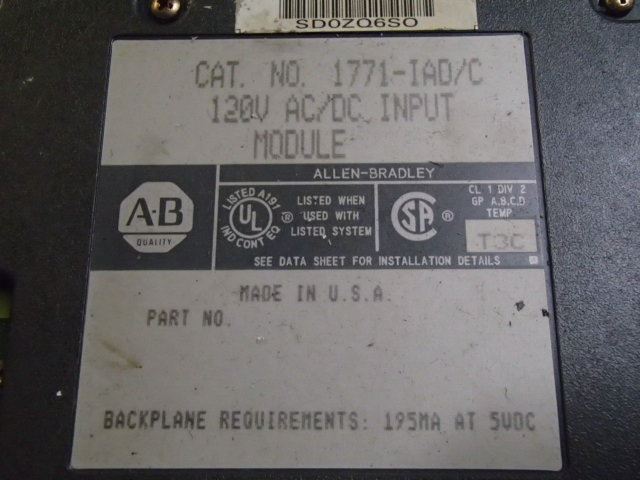 SD0ZO6SO
CAT. NO. 1771-IAD/C
120V AC/DC INPUT
MODULE
ALLEN-BRADLEY
A-B
QUALITY
LISTED A191
UL
IND CONT EQ
®
LISTED WHEN
USED WITH
LISTED SYSTEM
SA
®
CL 1 DIV 2
GP A,B,C,D
TEMP
T3C
SEE DATA SHEET FOR INSTALLATION DETAILS
MADE IN U.S.A.
PART NO.
BACKPLANE REQUIREMENTS: 195MA AT 5VDC